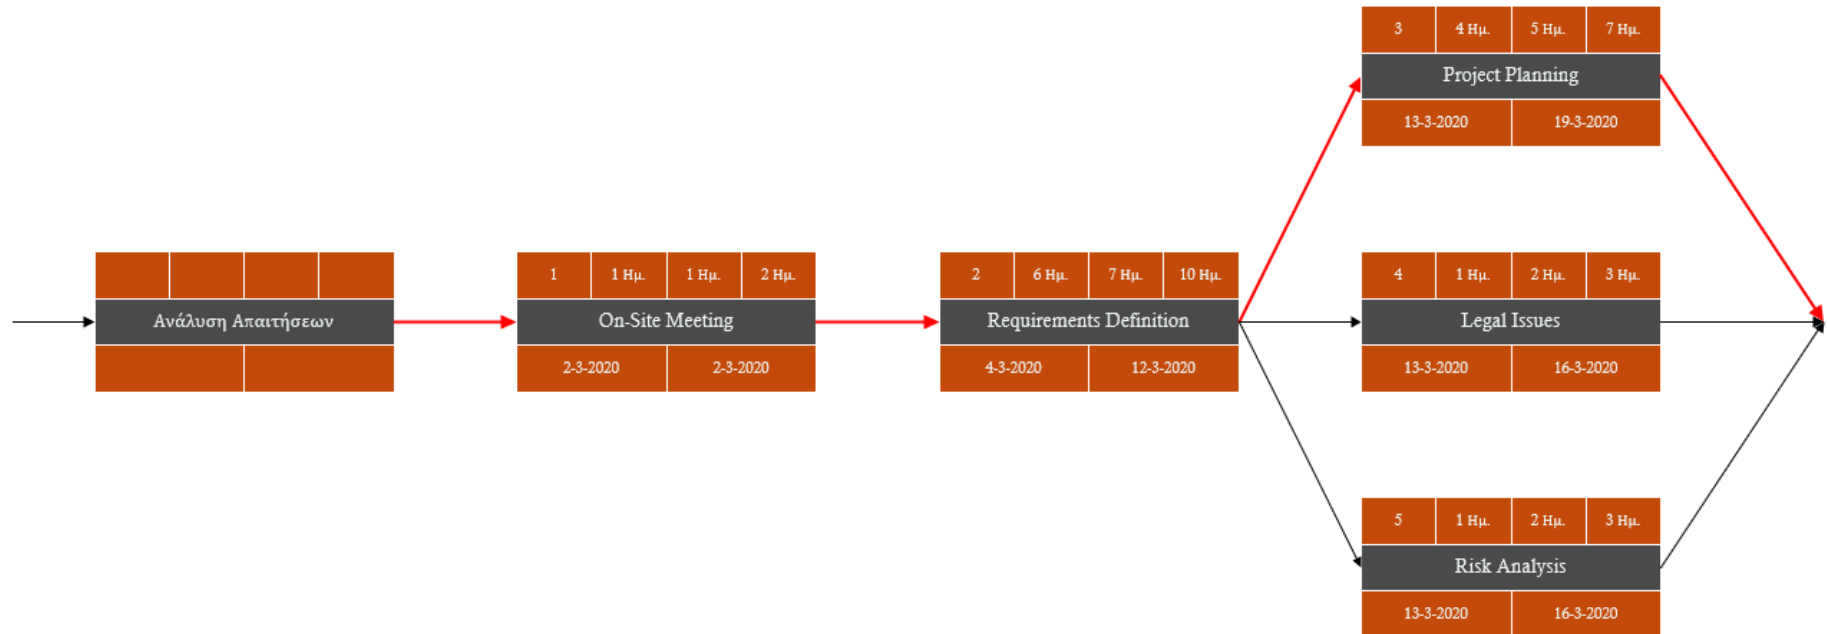 3 4 Ημ. 5 Ημ. 7 Ημ.
Project Planning
13-3-2020 19-3-2020
Ανάλυση Απαιτήσεων
1 1 Ημ. 1 Ημ. 2 Ημ.
On-Site Meeting
2-3-2020 2-3-2020
2 6 Ημ. 7 Ημ. 10 Ημ.
Requirements Definition
4-3-2020 12-3-2020
4 1 Ημ. 2 Ημ. 3 Ημ.
Legal Issues
13-3-2020 16-3-2020
5 1 Ημ. 2 Ημ. 3 Ημ.
Risk Analysis
13-3-2020 16-3-2020